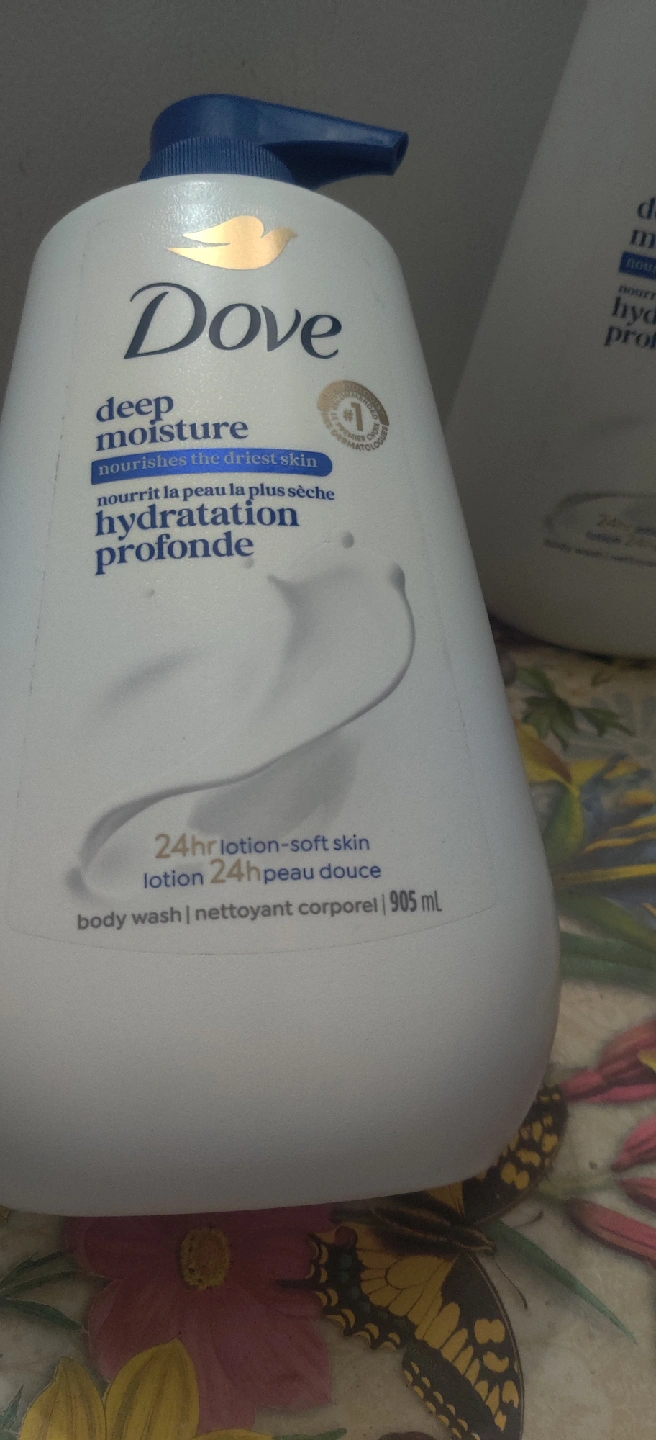 Dove
deep
moisture
nourishes the driest skin
#1
nourrit la peau la plus sèche
hydratation
profonde
24hr lotion-soft skin
lotion 24h peau douce
body wash | nettoyant corporel | 905 mL